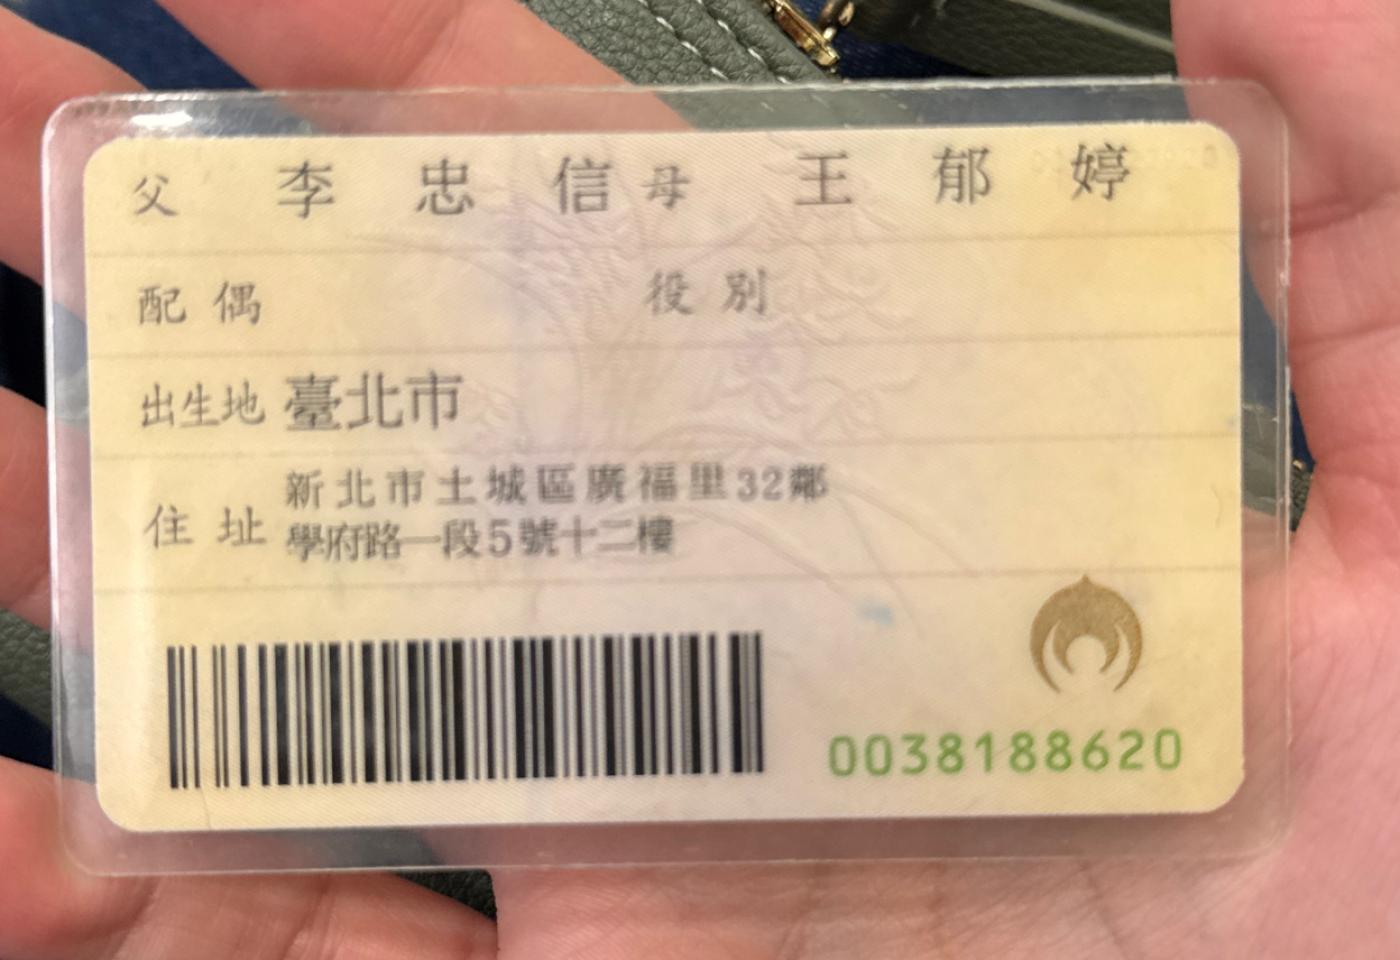 父 李忠信 母 王郁婷
配偶 役別
出生地 臺北市
新北市土城區廣福里32鄰
住址 學府路一段5號十二樓
0038188620